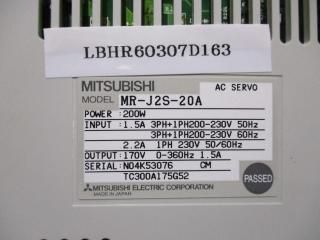 LBHR60307D163
MITSUBISHI
AC SERVO
MODEL MR-J2S-20A
POWER : 200W
INPUT : 1.5A 3PH+1PH200-230V 50Hz
3PH+1PH200-230V 60Hz
2.2A 1PH 230V 50/60Hz
OUTPUT: 170V 0-360Hz 1.5A
SERIAL: N04K53076 CM
TC300A175G52
PASSED
MITSUBISHI ELECTRIC CORPORATION
MADE IN JAPAN